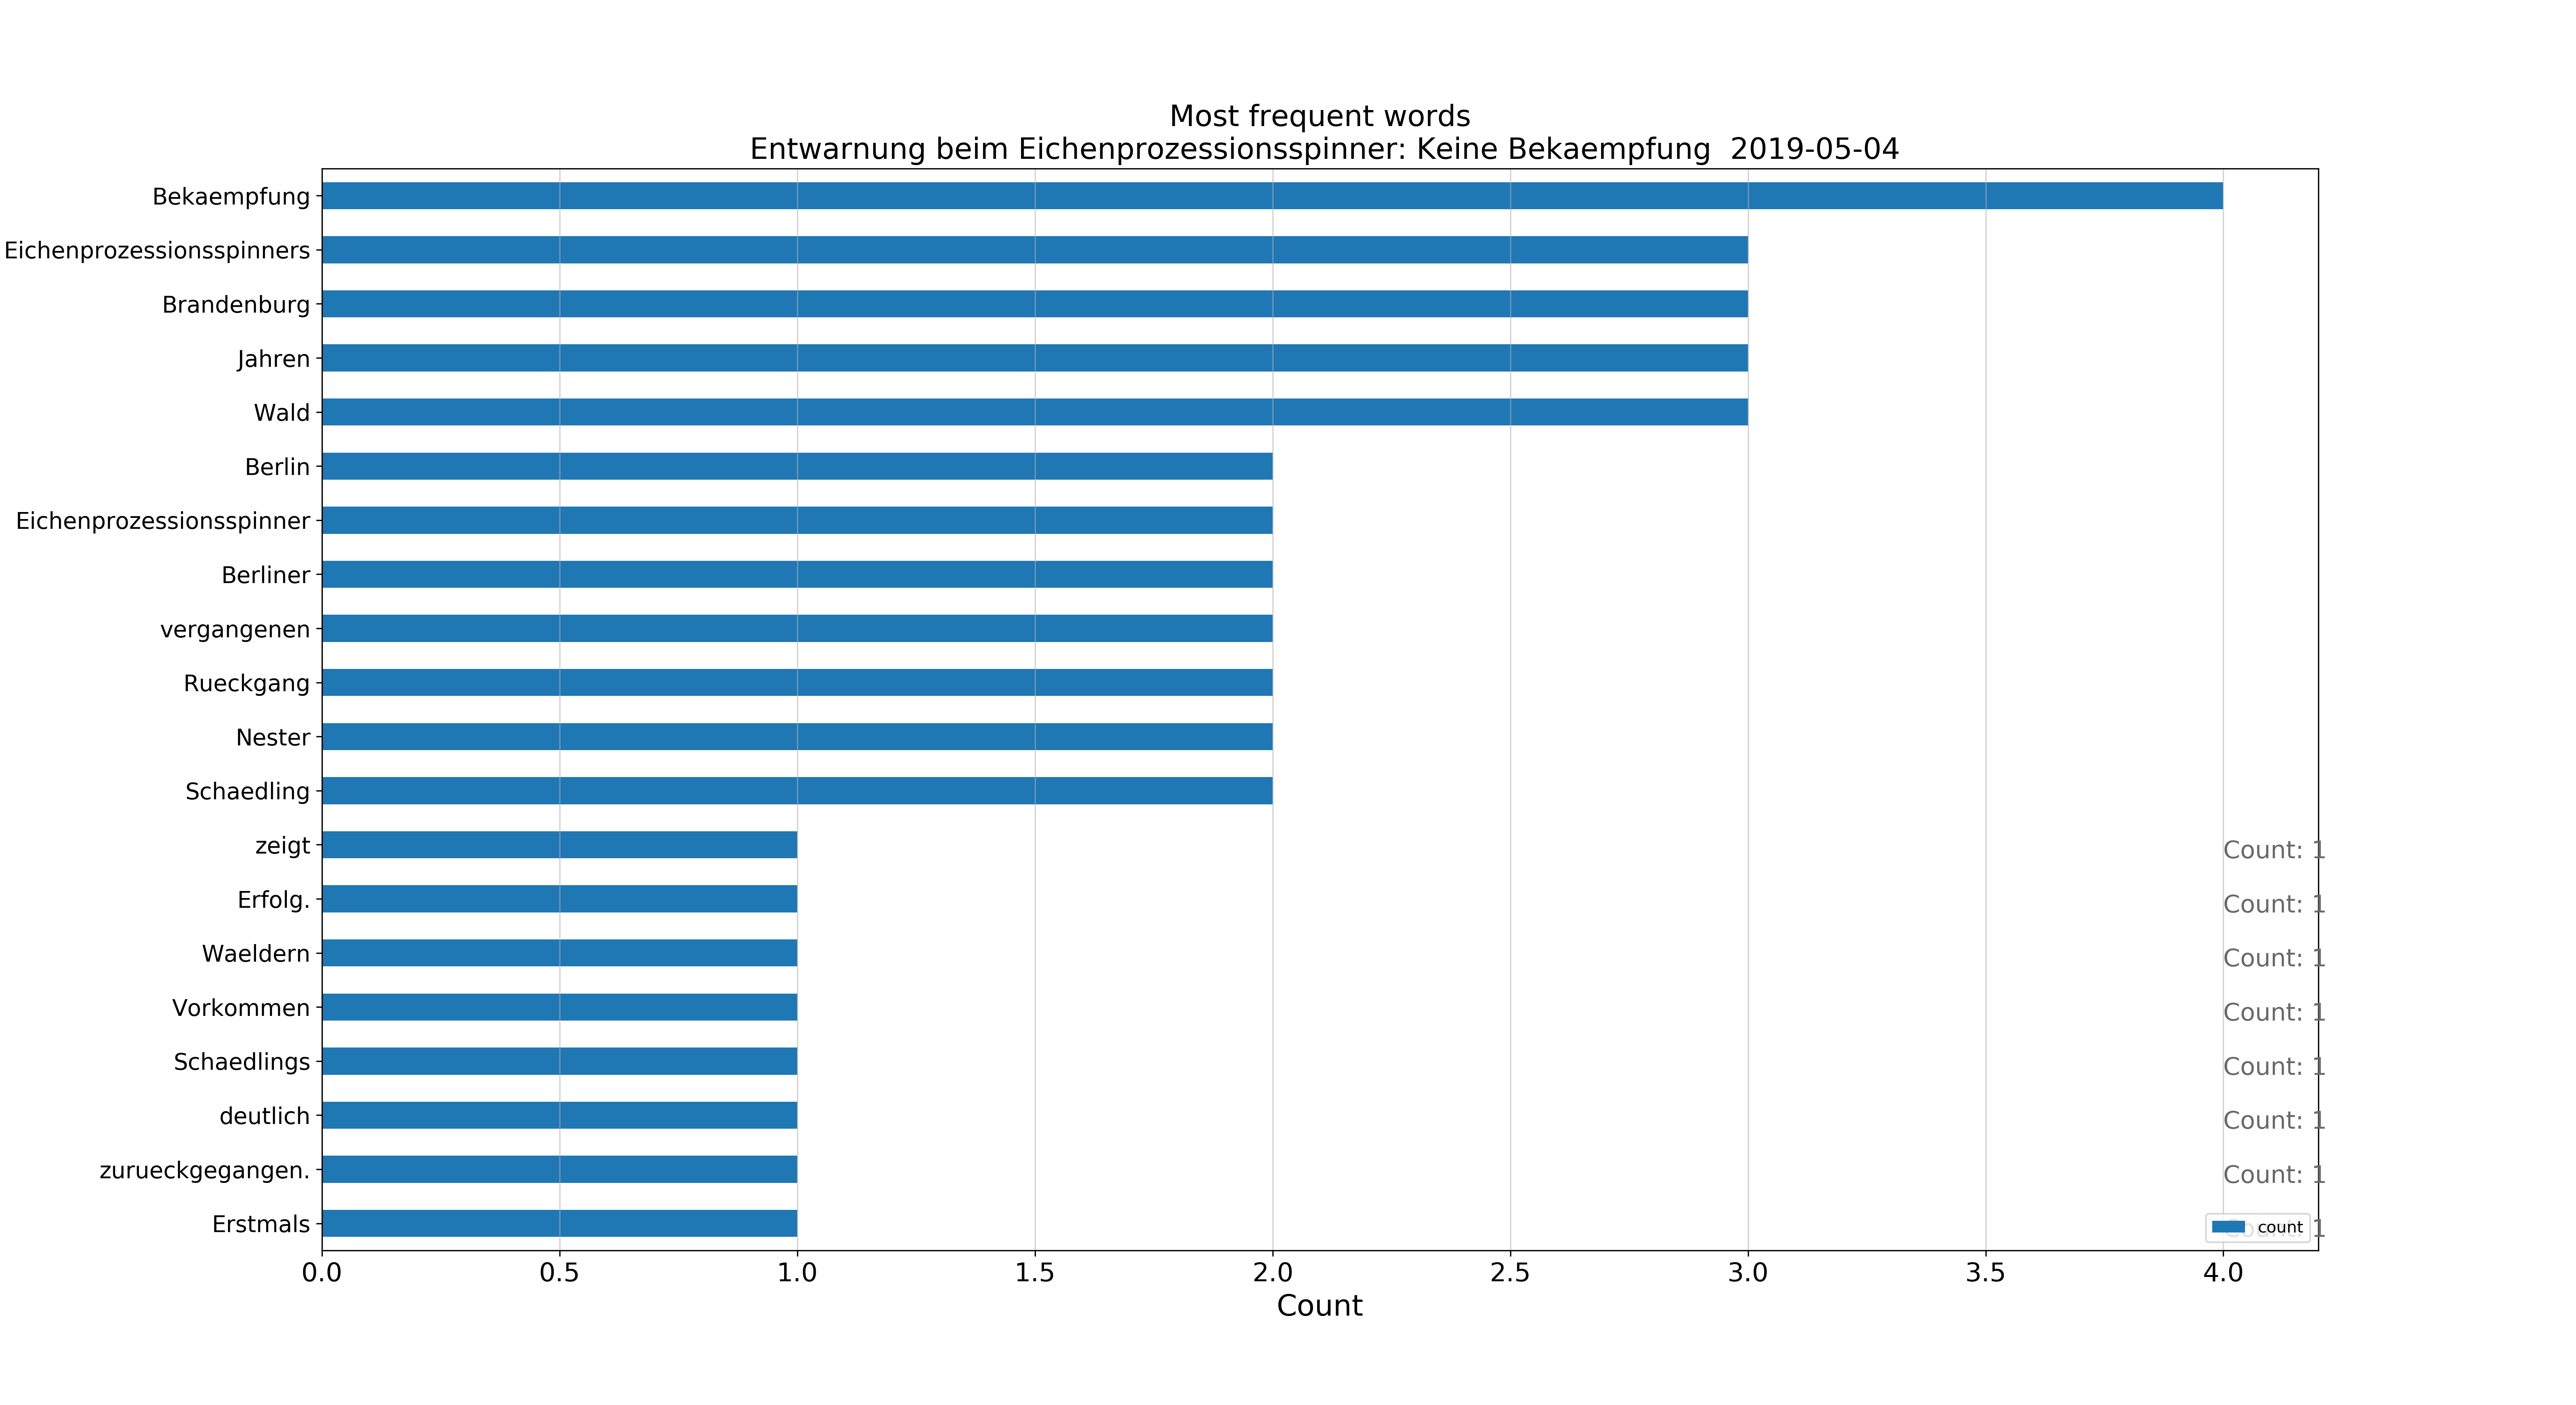 Most frequent words
Entwarnung beim Eichenprozessionsspinner: Keine Bekaempfung  2019-05-04
Bekaempfung
Eichenprozessionsspinners
Brandenburg
Jahren
Wald
Berlin
Eichenprozessionsspinner
Berliner
vergangenen
Rueckgang
Nester
Schaedling
zeigt Count: 1
Erfolg. Count: 1
Waeldern Count: 1
Vorkommen Count: 1
Schaedlings Count: 1
deutlich Count: 1
zurueckgegangen. Count: 1
Erstmals Count: 1
count
0.0 0.5 1.0 1.5 2.0 2.5 3.0 3.5 4.0
Count